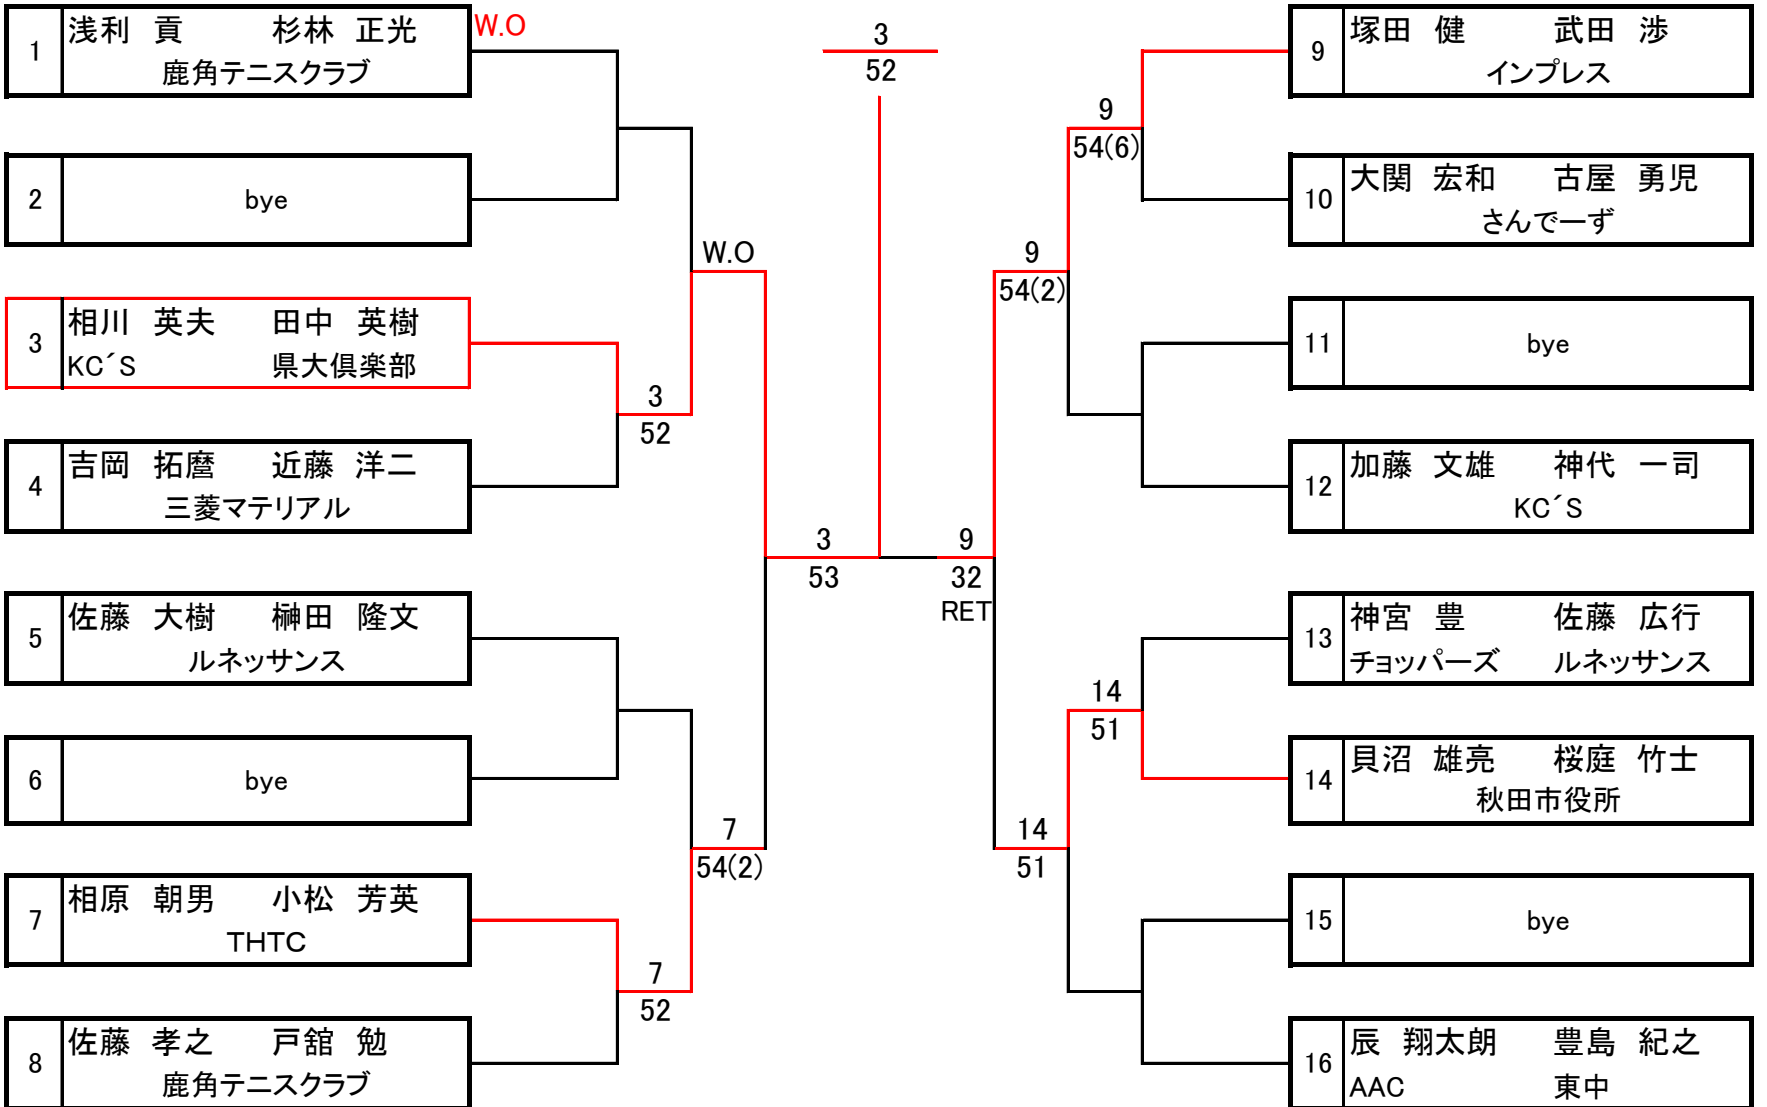 1 浅利 貢 杉林 正光 W.O
鹿角テニスクラブ
2 bye
W.O
3 相川 英夫 田中 英樹
KC´S 県大倶楽部
3
52
4 吉岡 拓麿 近藤 洋二
三菱マテリアル
3
53
5 佐藤 大樹 榊田 隆文
ルネッサンス
6 bye
7
54(2)
7 相原 朝男 小松 芳英
THTC
7
52
8 佐藤 孝之 戸舘 勉
鹿角テニスクラブ
3
52
9 塚田 健 武田 渉
インプレス
9
54(6)
10 大関 宏和 古屋 勇児
さんでーず
9
54(2)
11 bye
12 加藤 文雄 神代 一司
KC´S
9
32
RET
13 神宮 豊 佐藤 広行
チョッパーズ ルネッサンス
14
51
14 貝沼 雄亮 桜庭 竹士
秋田市役所
14
51
15 bye
16 辰 翔太朗 豊島 紀之
AAC 東中